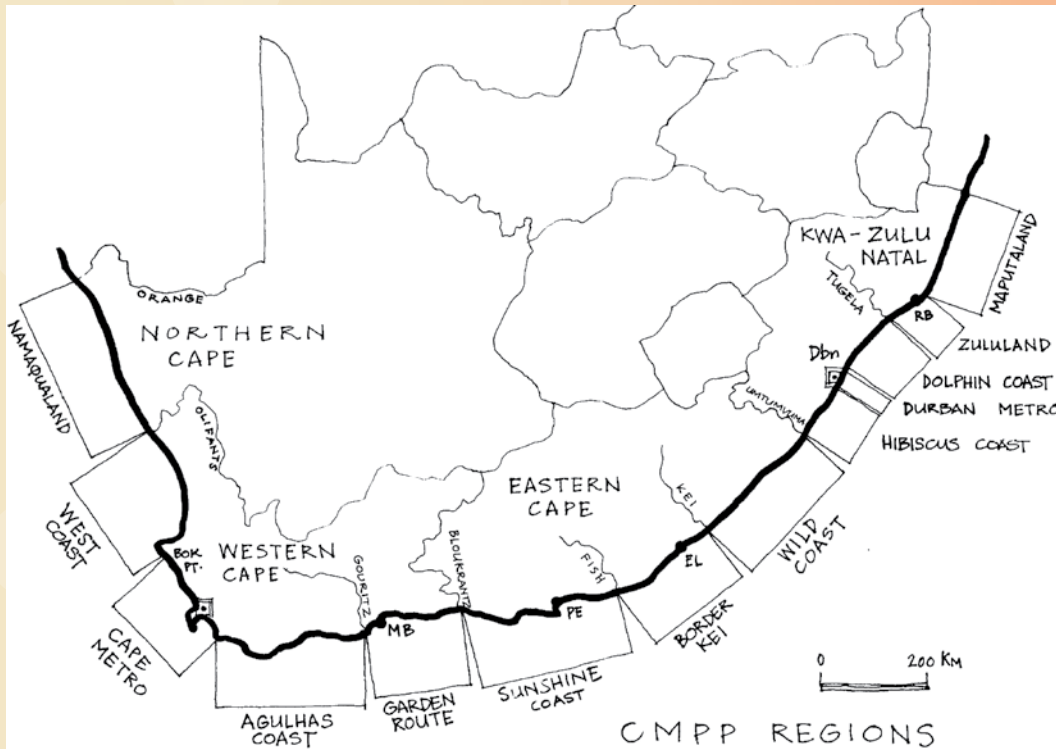 KWA-ZULU
NATAL
TUGELA
MAPUTALAND
RB
ZULULAND
Dbn
DOLPHIN COAST
DURBAN METRO
HIBISCUS COAST
UMTUMVUMA
ORANGE
NORTHERN
CAPE
NAMAQUALAND
OLIFANTS
WEST
COAST
BOK
PT.
WESTERN
CAPE
EASTERN
CAPE
KEI
WILD
COAST
GOURITZ
BLOUKRANTZ
FISH
EL
PE
MB
BORDER
KEI
CAPE
METRO
AGULHAS
COAST
GARDEN
ROUTE
SUNSHINE
COAST
0 200 KM
CMPP REGIONS